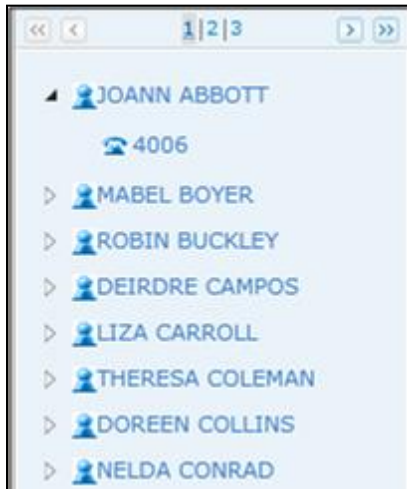 1|2|3
JOANN ABBOTT
4006
MABEL BOYER
ROBIN BUCKLEY
DEIRDRE CAMPOS
LIZA CARROLL
THERESA COLEMAN
DOREEN COLLINS
NELDA CONRAD